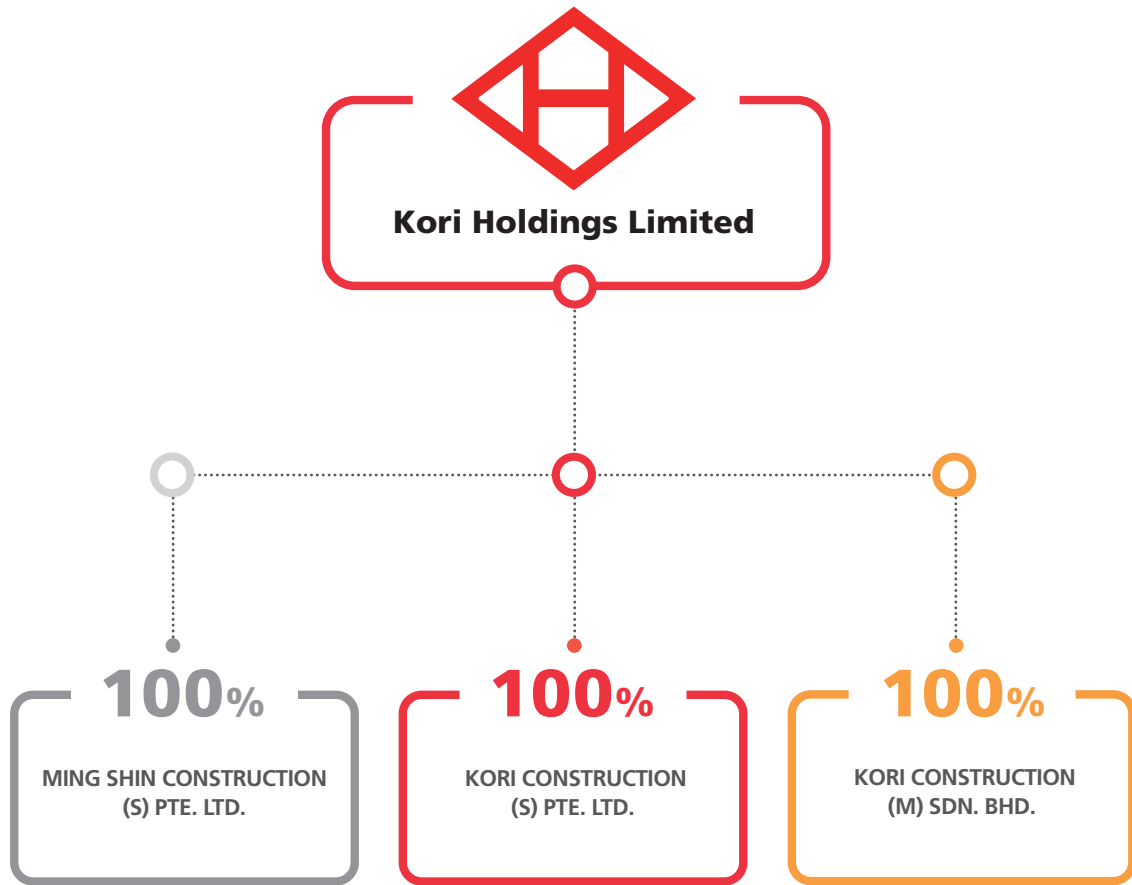 Kori Holdings Limited
100%
MING SHIN CONSTRUCTION
(S) PTE. LTD.
100%
KORI CONSTRUCTION
(S) PTE. LTD.
100%
KORI CONSTRUCTION
(M) SDN. BHD.